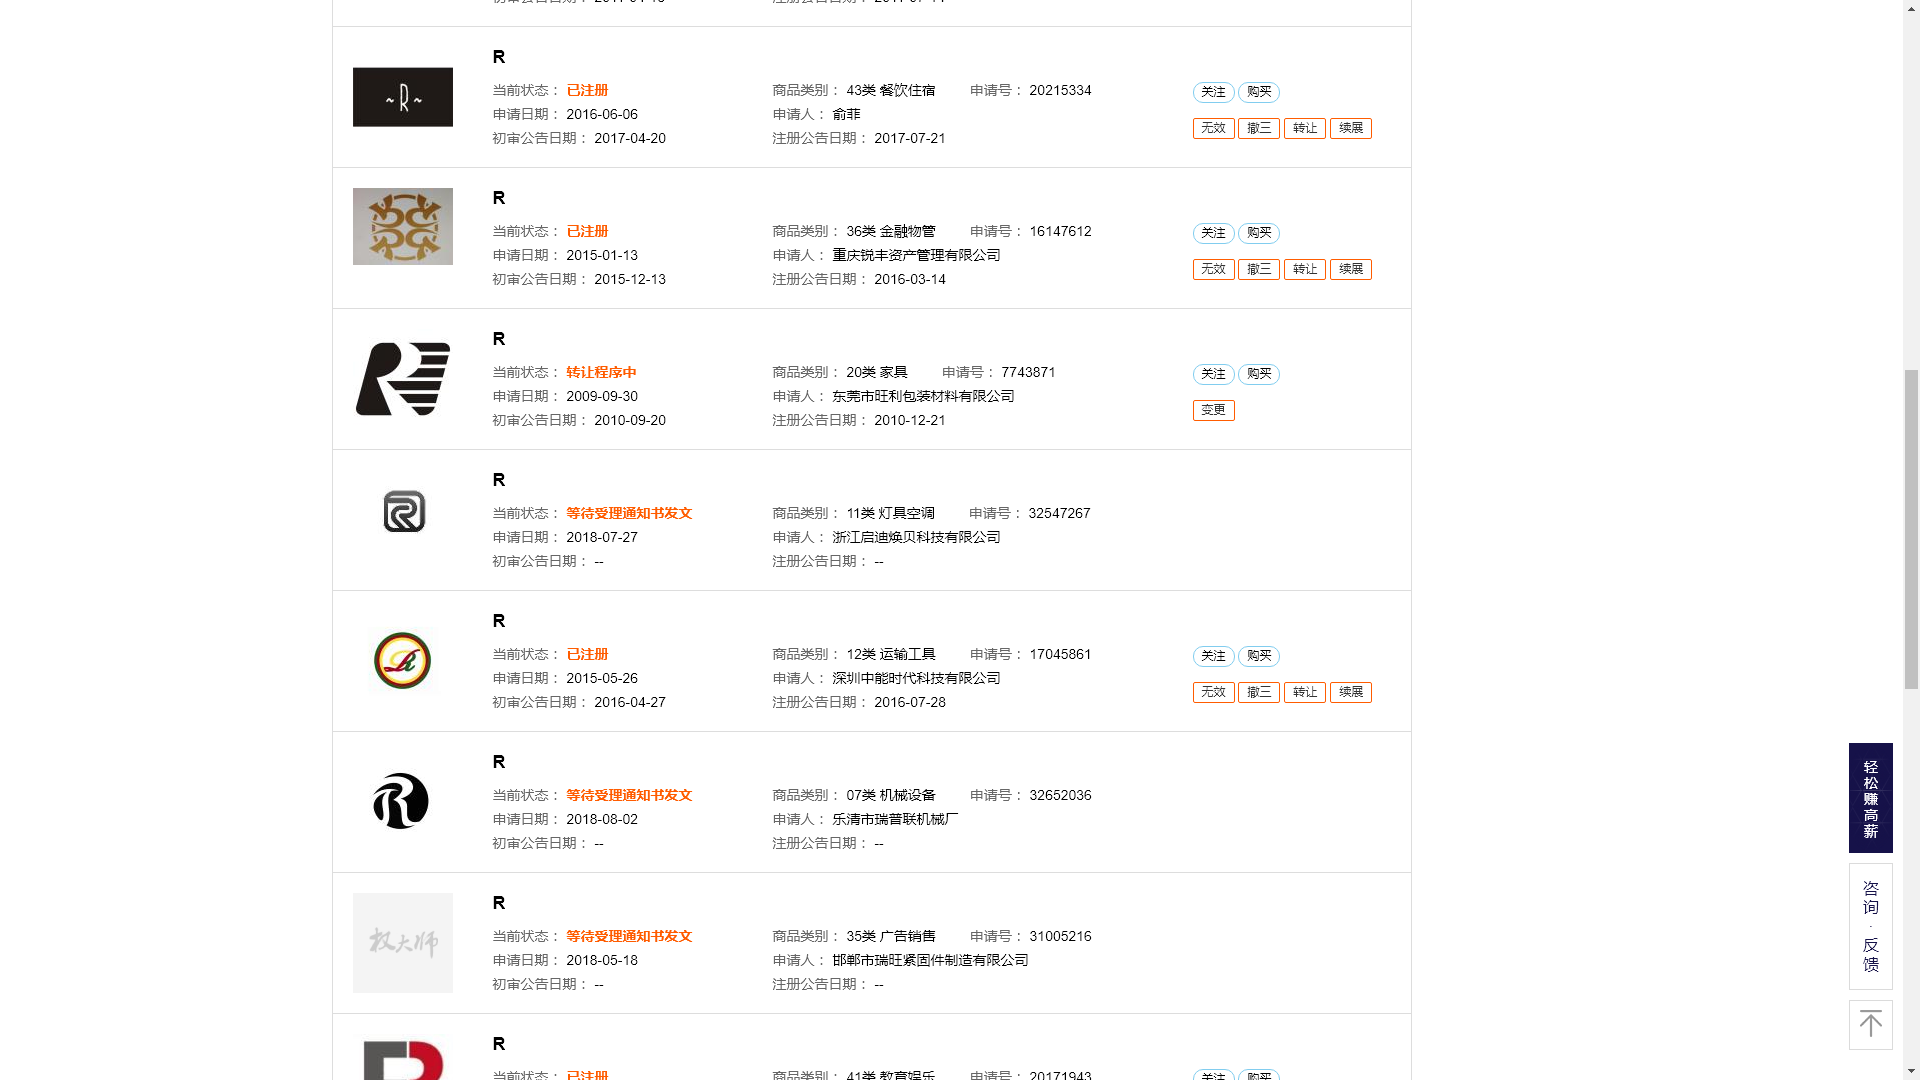 R
当前状态： 已注册 商品类别： 43类 餐饮住宿 申请号： 20215334 关注 购买
申请日期： 2016-06-06 申请人： 俞菲
无效 撤三 转让 续展
初审公告日期： 2017-04-20 注册公告日期： 2017-07-21
~R~
R
当前状态： 已注册 商品类别： 36类 金融物管 申请号： 16147612 关注 购买
申请日期： 2015-01-13 申请人： 重庆锐丰资产管理有限公司
无效 撤三 转让 续展
初审公告日期： 2015-12-13 注册公告日期： 2016-03-14
R
当前状态： 转让程序中 商品类别： 20类 家具 申请号： 7743871 关注 购买
申请日期： 2009-09-30 申请人： 东莞市旺利包装材料有限公司
变更
初审公告日期： 2010-09-20 注册公告日期： 2010-12-21
R
R
当前状态： 等待受理通知书发文 商品类别： 11类 灯具空调 申请号： 32547267
申请日期： 2018-07-27 申请人： 浙江启迪焕贝科技有限公司
初审公告日期： -- 注册公告日期： --
R
R
当前状态： 已注册 商品类别： 12类 运输工具 申请号： 17045861 关注 购买
申请日期： 2015-05-26 申请人： 深圳中能时代科技有限公司
无效 撤三 转让 续展
初审公告日期： 2016-04-27 注册公告日期： 2016-07-28
R
当前状态： 等待受理通知书发文 商品类别： 07类 机械设备 申请号： 32652036
申请日期： 2018-08-02 申请人： 乐清市瑞普联机械厂
初审公告日期： -- 注册公告日期： --
R
R
当前状态： 等待受理通知书发文 商品类别： 35类 广告销售 申请号： 31005216
申请日期： 2018-05-18 申请人： 邯郸市瑞旺紧固件制造有限公司
初审公告日期： -- 注册公告日期： --
权大师
R
当前状态： 已注册 商品类别： 41类 教育娱乐 申请号： 20171943 关注 购买
轻松赚高薪
咨询·反馈